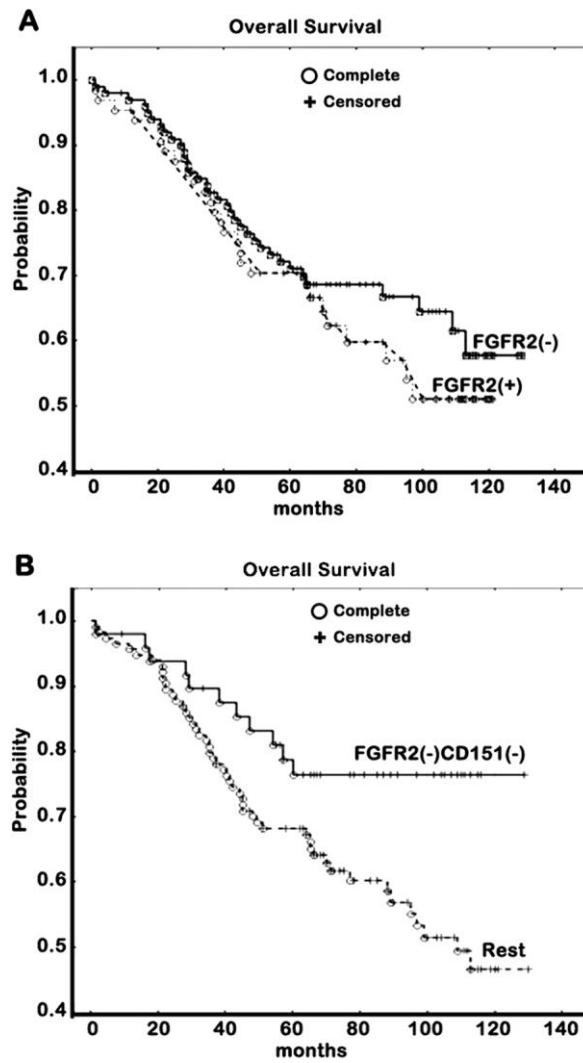 A
Overall Survival
Complete
Censored
Probability
1.0
0.9
0.8
0.7
0.6
0.5
0.4
FGFR2(-)
FGFR2(+)
0 20 40 60 80 100 120 140
months
B
Overall Survival
Complete
Censored
Probability
1.0
0.9
0.8
0.7
0.6
0.5
0.4
FGFR2(-)CD151(-)
Rest
0 20 40 60 80 100 120 140
months